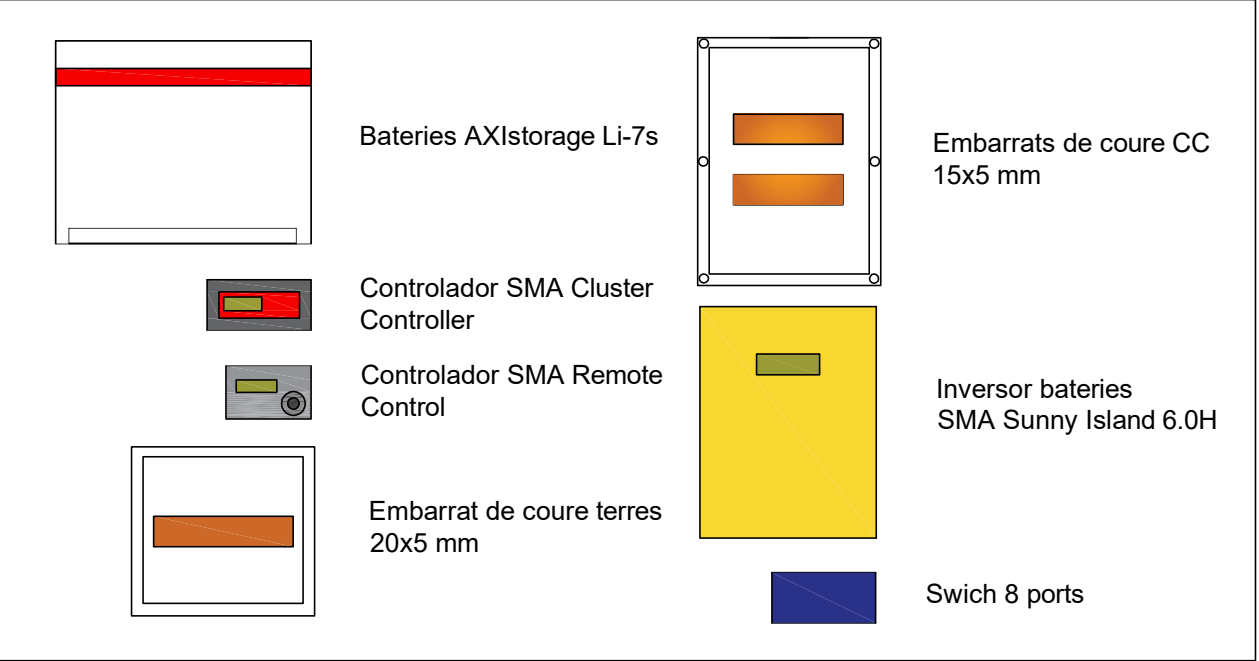 Bateries AXIstorage Li-7s
Controlador SMA Cluster
Controller
Controlador SMA Remote
Control
Embarrat de coure terres
20x5 mm
Embarrats de coure CC
15x5 mm
Inversor bateries
SMA Sunny Island 6.0H
Swich 8 ports